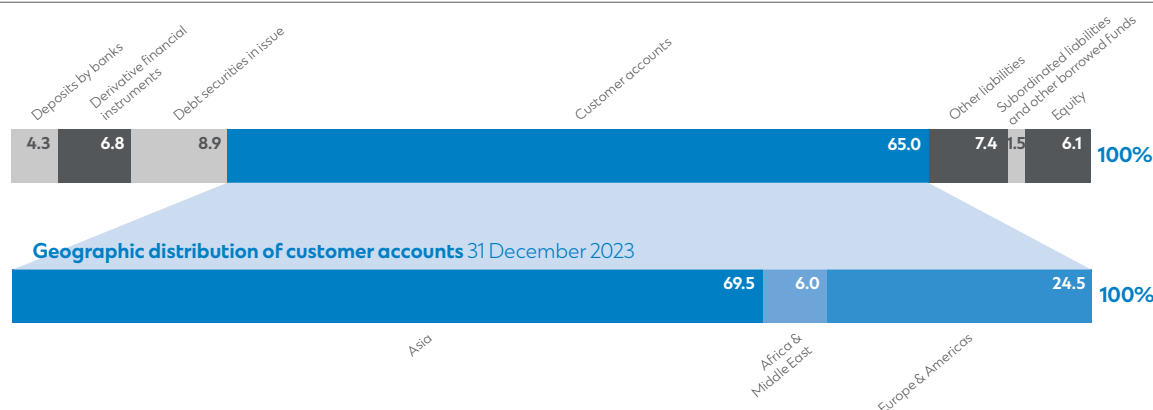 Deposits by banks
Derivative financial
instruments
Debt securities in issue
Customer accounts
Other liabilities
Subordinated liabilities
and other borrowed funds
Equity
4.3
6.8
8.9
65.0
7.4
1.5
6.1
100%
Geographic distribution of customer accounts 31 December 2023
69.5
6.0
24.5
100%
Asia
Africa &
Middle East
Europe & Americas